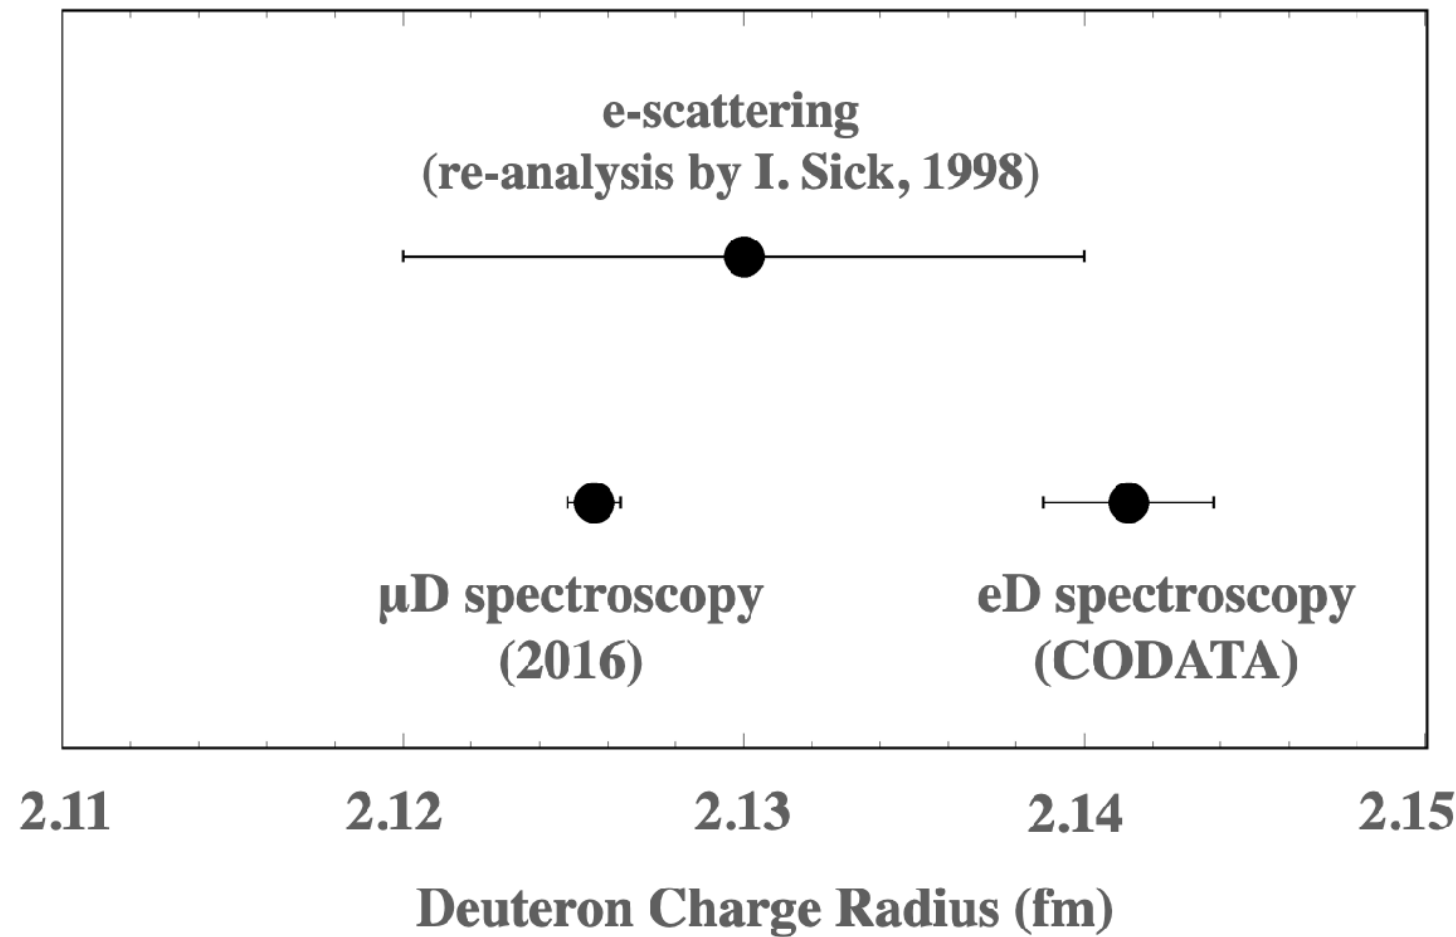 e-scattering
(re-analysis by I. Sick, 1998)
µD spectroscopy
(2016)
eD spectroscopy
(CODATA)
2.11 2.12 2.13 2.14 2.15
Deuteron Charge Radius (fm)